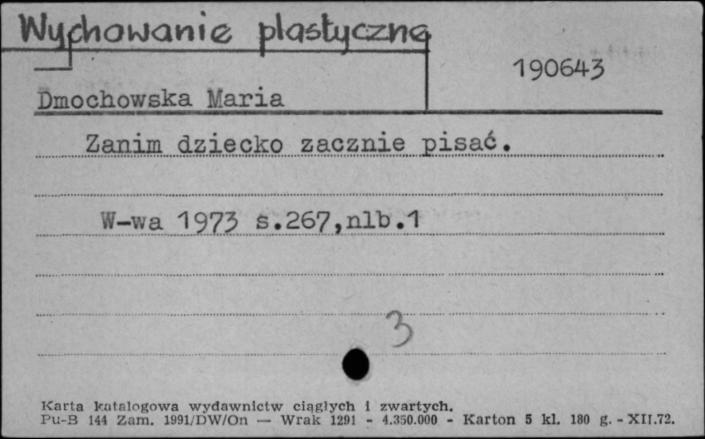 Wychowanie plastyczne
190643
Dmochowska Maria
Zanim dziecko zacznie pisać.
W-wa 1973 s.267,nlb.1
3
Karta katalogowa wydawnictw ciągłych i zwartych.
Pu-B 144 Zam. 1991/DW/On — Wrak 1291 - 4.350.000 - Karton 5 kl. 180 g. - XII.72.